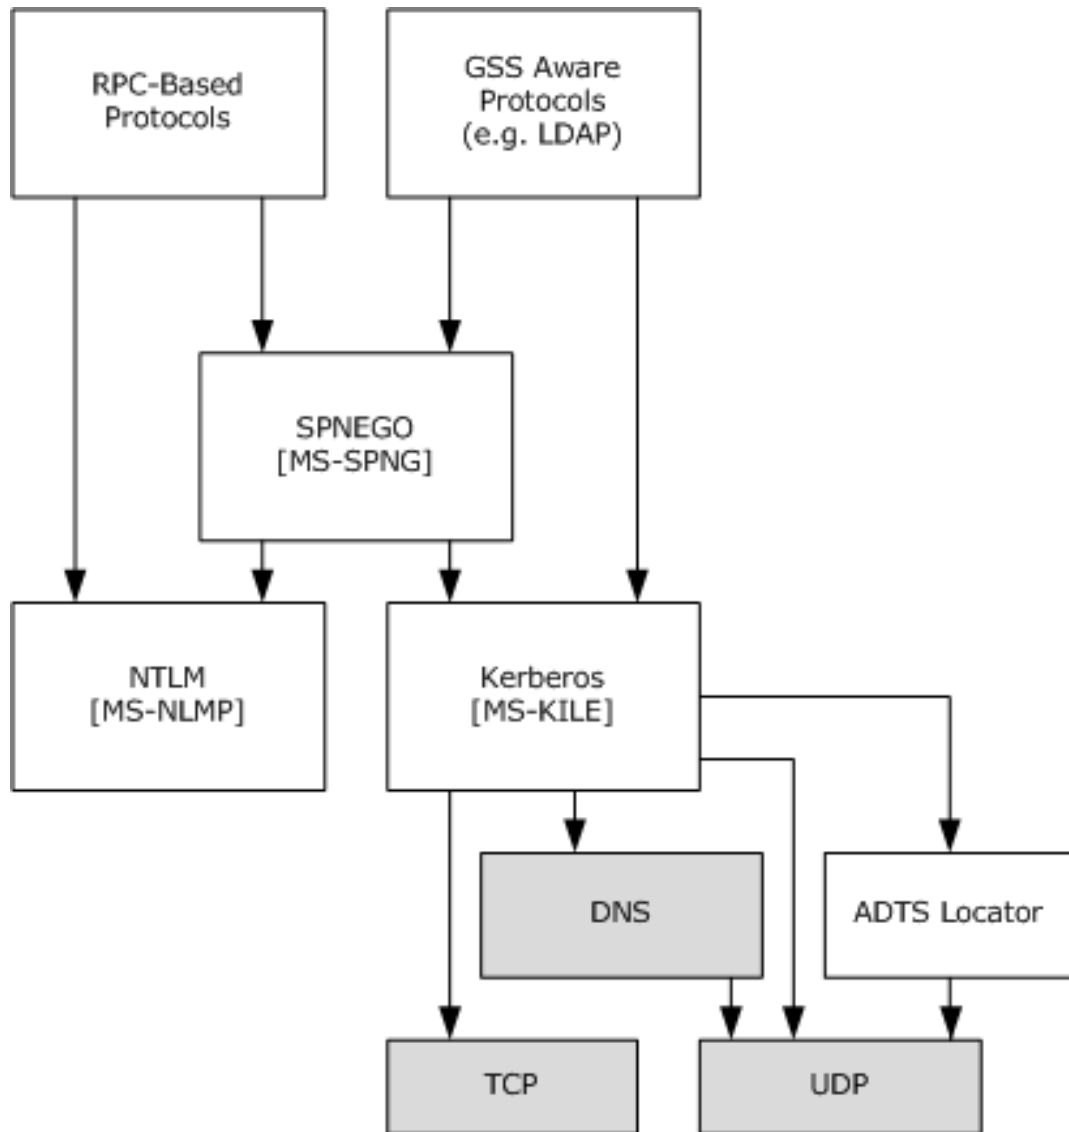 RPC-Based
Protocols
GSS Aware
Protocols
(e.g. LDAP)
SPNEGO
[MS-SPNG]
NTLM
[MS-NLMP]
Kerberos
[MS-KILE]
DNS
ADTS Locator
TCP
UDP